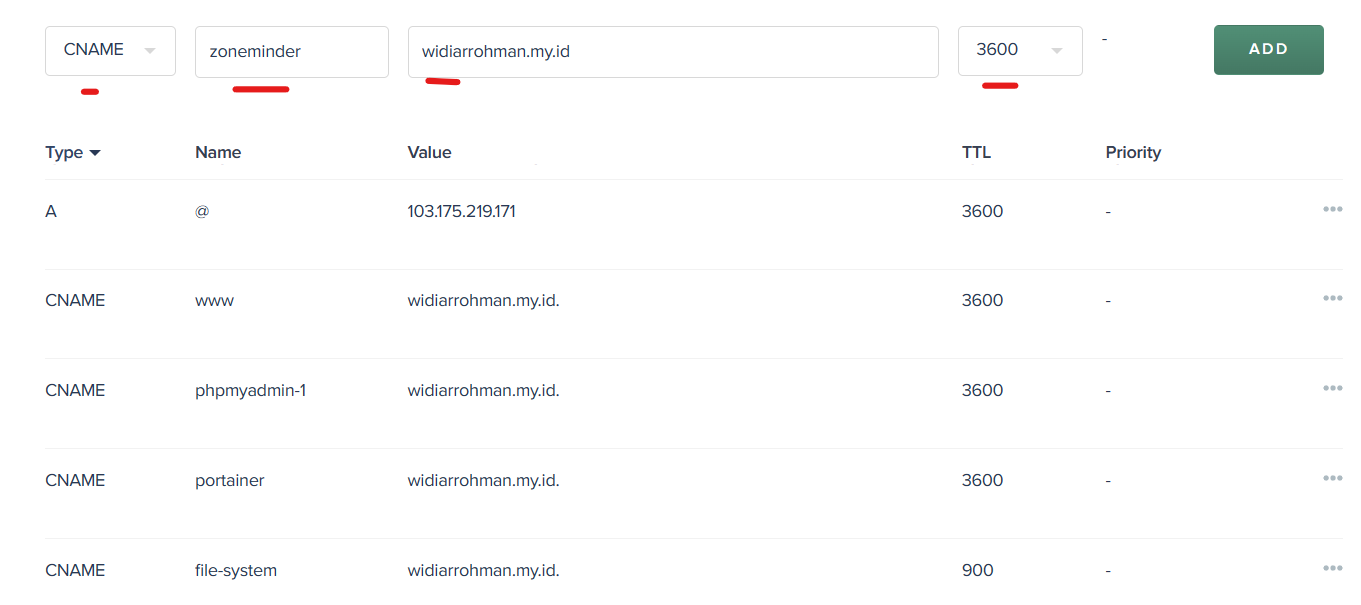 CNAME zoneminder widiarrohman.my.id 3600 - ADD
Type Name Value TTL Priority
A @ 103.175.219.171 3600 -
CNAME www widiarrohman.my.id. 3600 -
CNAME phpmyadmin-1 widiarrohman.my.id. 3600 -
CNAME portainer widiarrohman.my.id. 3600 -
CNAME file-system widiarrohman.my.id. 900 -